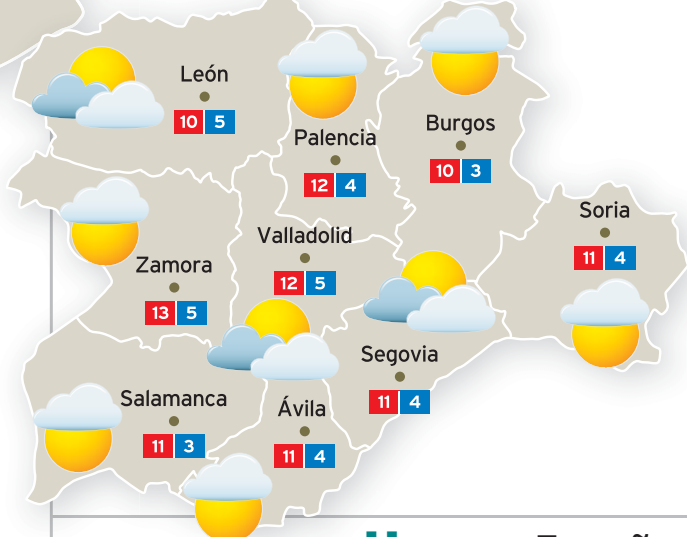 León
10 5
Palencia
12 4
Burgos
10 3
Soria
11 4
Valladolid
12 5
Zamora
13 5
Segovia
11 4
Salamanca
11 3
Ávila
11 4